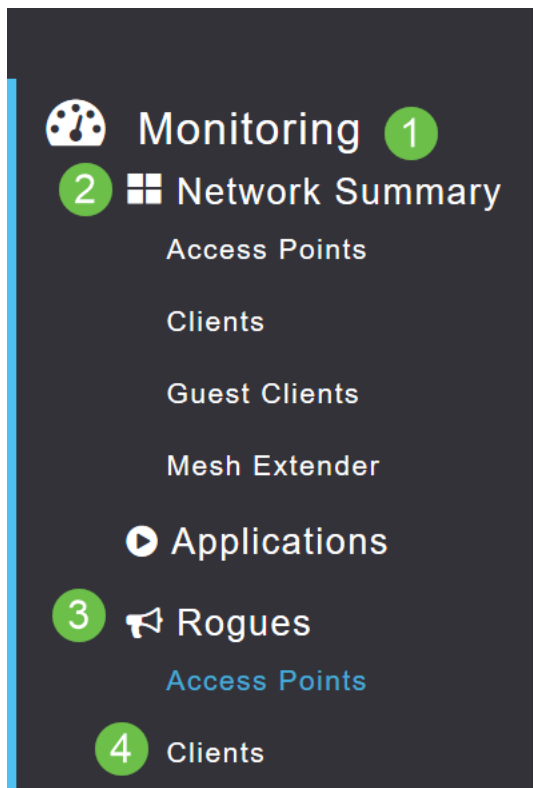 Monitoring 1
2 Network Summary
Access Points
Clients
Guest Clients
Mesh Extender
Applications
3 Rogues
Access Points
4 Clients